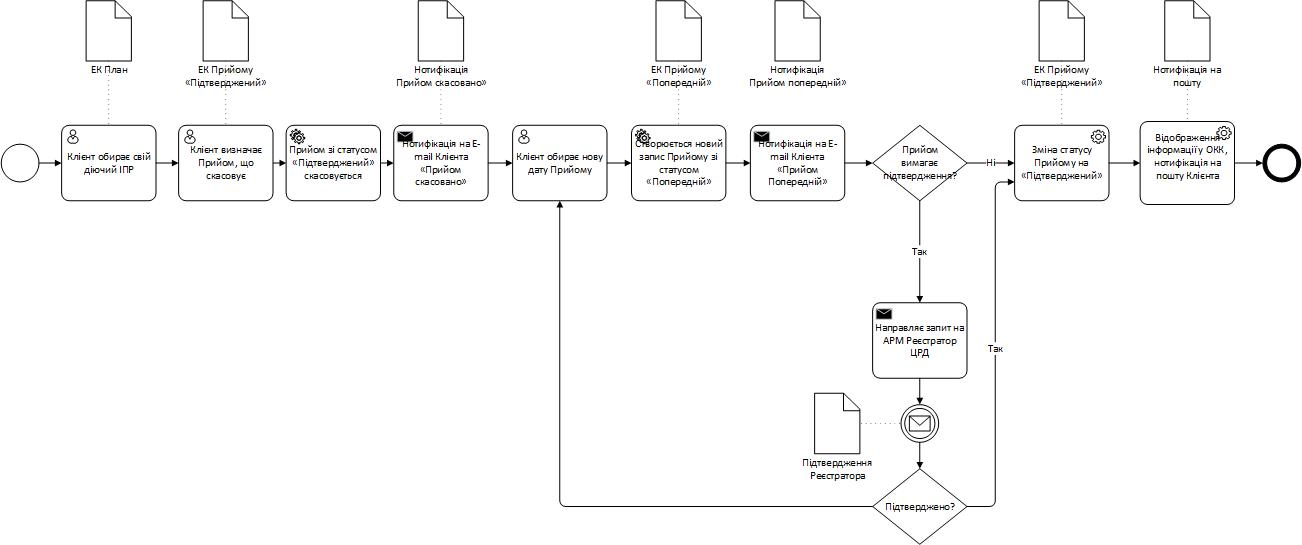 ЕК План
ЕК Прийому
«Підтверджений»
Нотифікація
Прийом скасовано»
ЕК Прийому
«Попередній»
Нотифікація
Прийом попередній»
ЕК Прийому
«Підтверджений»
Нотифікація на
пошту
Клієнт обирає свій
діючий ІПР
Клієнт визначає
Прийом, що
скасовує
Прийом зі статусом
«Підтверджений»
скасовується
Нотифікація на E-
mail Клієнта
«Прийом
скасовано»
Клієнт обирає нову
дату Прийому
Створюється новий
запис Прийому зі
статусом
«Попередній»
Нотифікація на E-
mail Клієнта
«Прийом
Попередній»
Прийом
вимагає
підтвердження?
Ні
Зміна статусу
Прийому на
«Підтверджений»
Відображення
інформації у ОКК,
нотифікація на
пошту Клієнта
Так
Направляє запит на
АРМ Реєстратор
ЦРД
Так
Підтвердження
Реєстратора
Підтверджено?